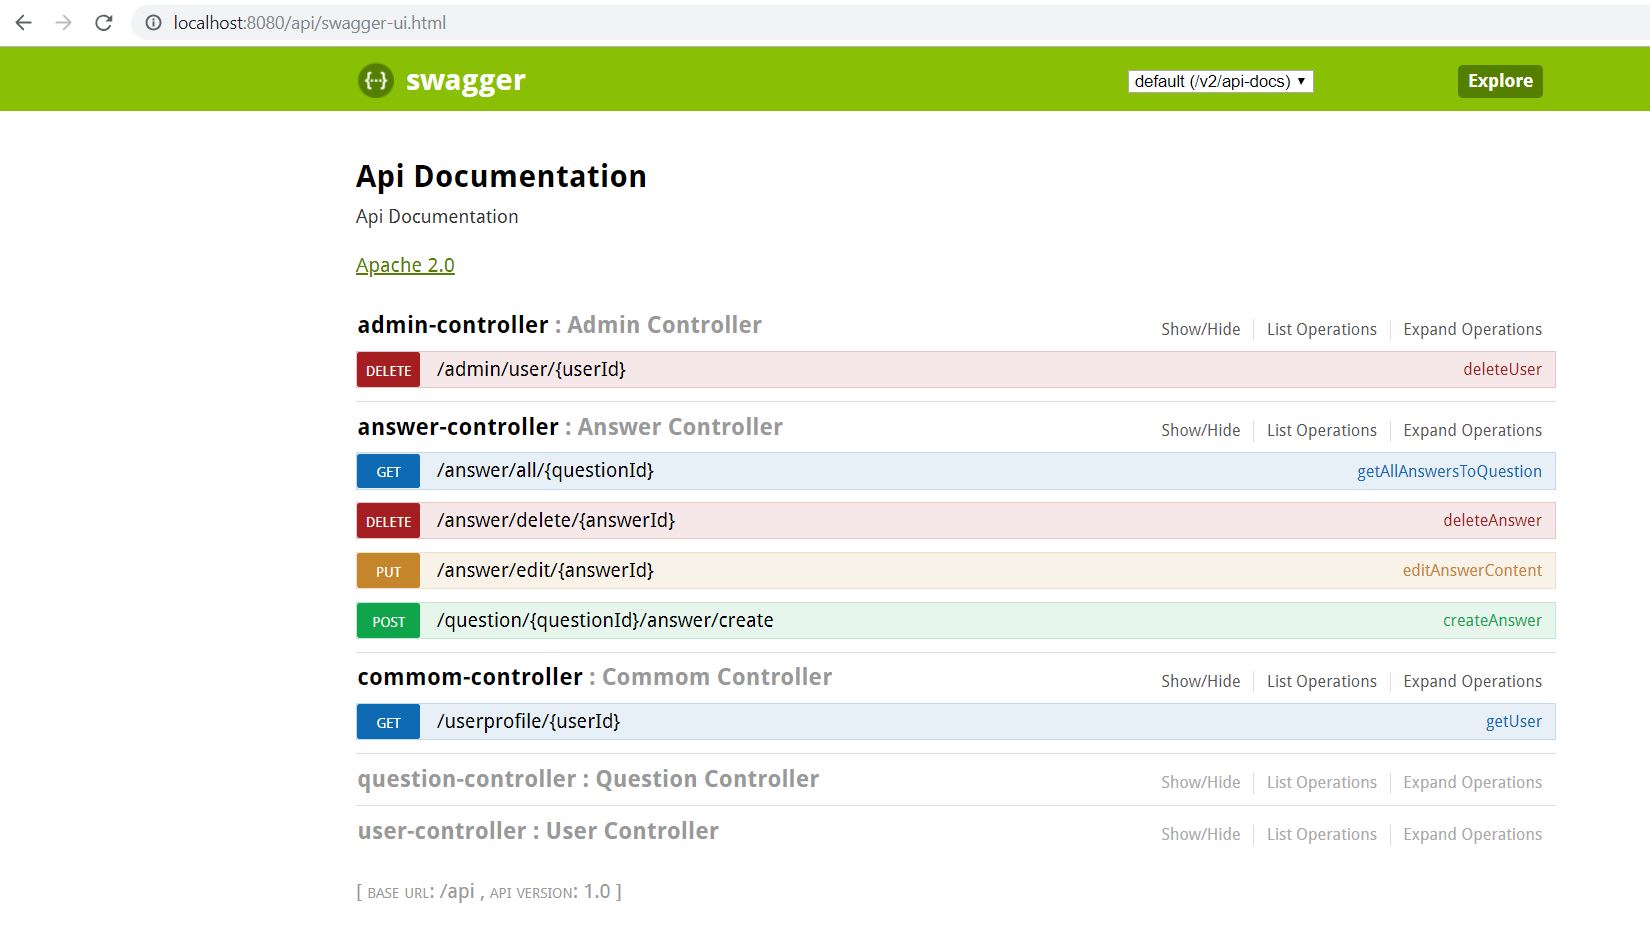 localhost:8080/api/swagger-ui.html
{···} swagger default (/v2/api-docs) ▼ Explore
Api Documentation
Api Documentation
Apache 2.0
admin-controller : Admin Controller Show/Hide List Operations Expand Operations
DELETE /admin/user/{userId} deleteUser
answer-controller : Answer Controller Show/Hide List Operations Expand Operations
GET /answer/all/{questionId} getAllAnswersToQuestion
DELETE /answer/delete/{answerId} deleteAnswer
PUT /answer/edit/{answerId} editAnswerContent
POST /question/{questionId}/answer/create createAnswer
commom-controller : Commom Controller Show/Hide List Operations Expand Operations
GET /userprofile/{userId} getUser
question-controller : Question Controller Show/Hide List Operations Expand Operations
user-controller : User Controller Show/Hide List Operations Expand Operations
[ BASE URL: /api , API VERSION: 1.0 ]